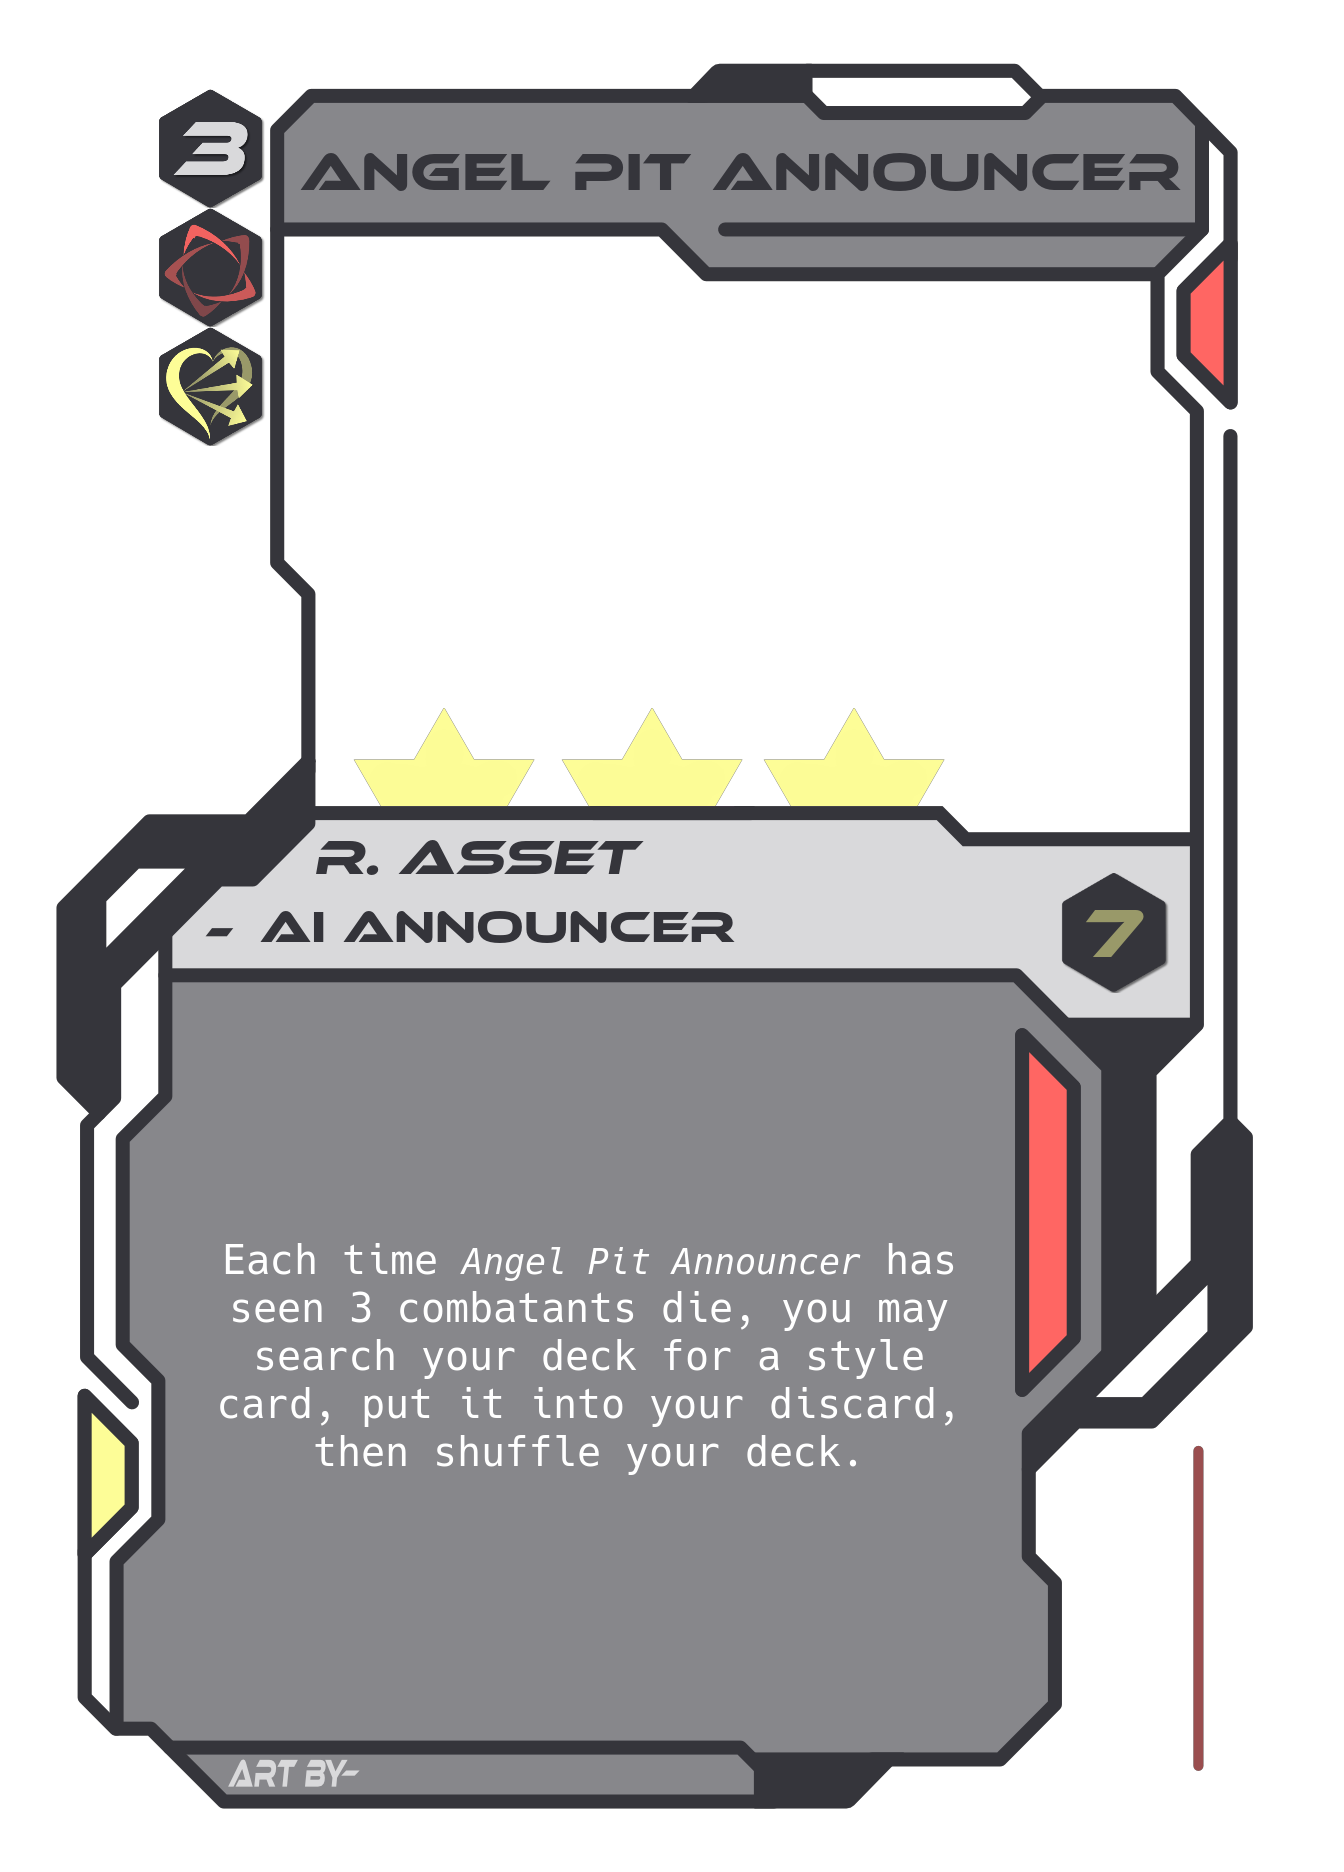 3
ANGEL PIT ANNOUNCER
R. ASSET
- AI ANNOUNCER
7
Each time Angel Pit Announcer has
seen 3 combatants die, you may
search your deck for a style
card, put it into your discard,
then shuffle your deck.
ART BY-